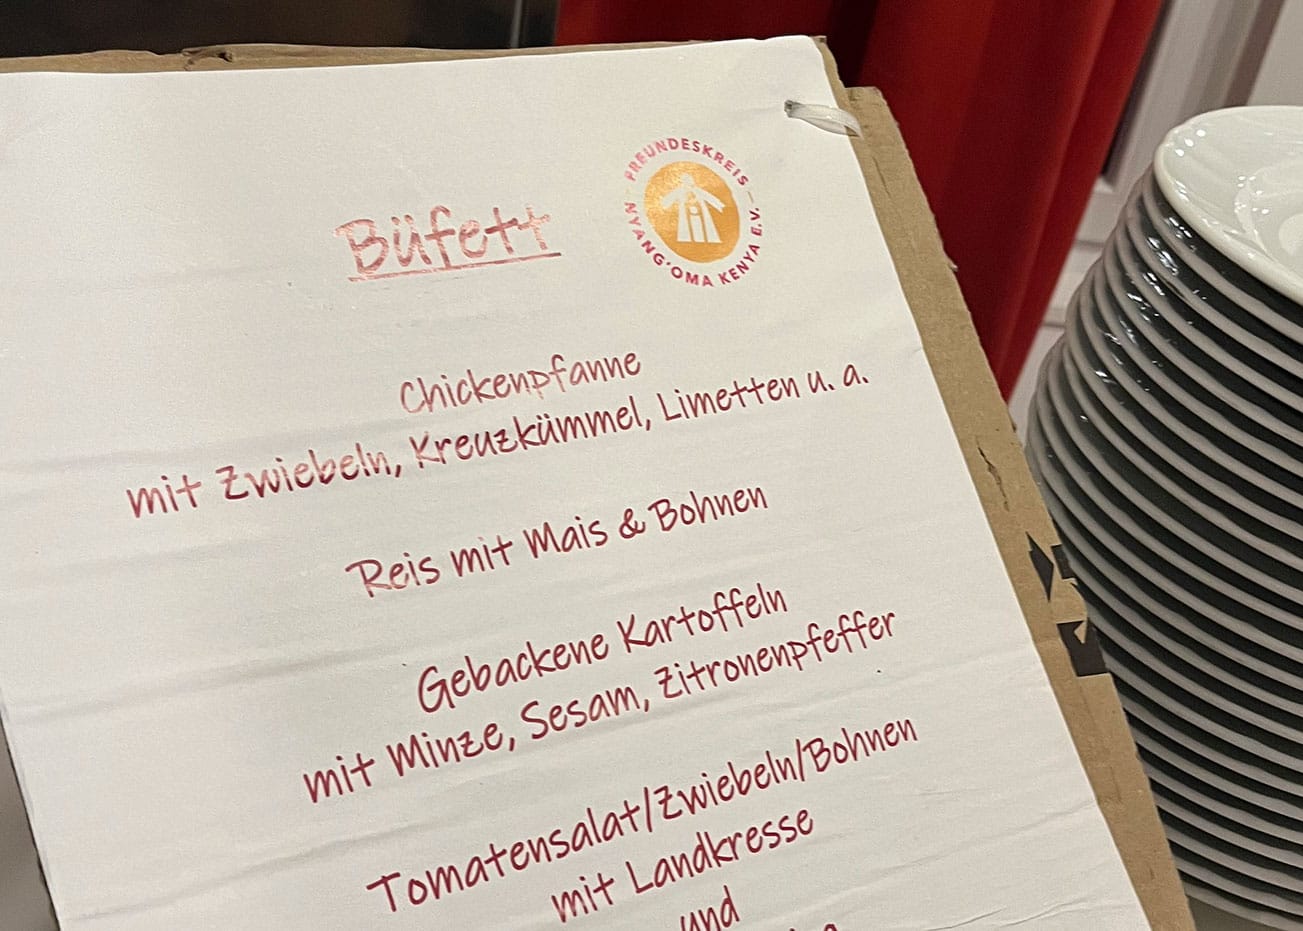 Büfett
FREUNDESKREIS
NYANG'OMA KENYA E.V.
Chickenpfanne
mit Zwiebeln, Kreuzkümmel, Limetten u. a.
Reis mit Mais & Bohnen
Gebackene Kartoffeln
mit Minze, Sesam, Zitronenpfeffer
Tomatensalat/Zwiebeln/Bohnen
mit Landkresse
und